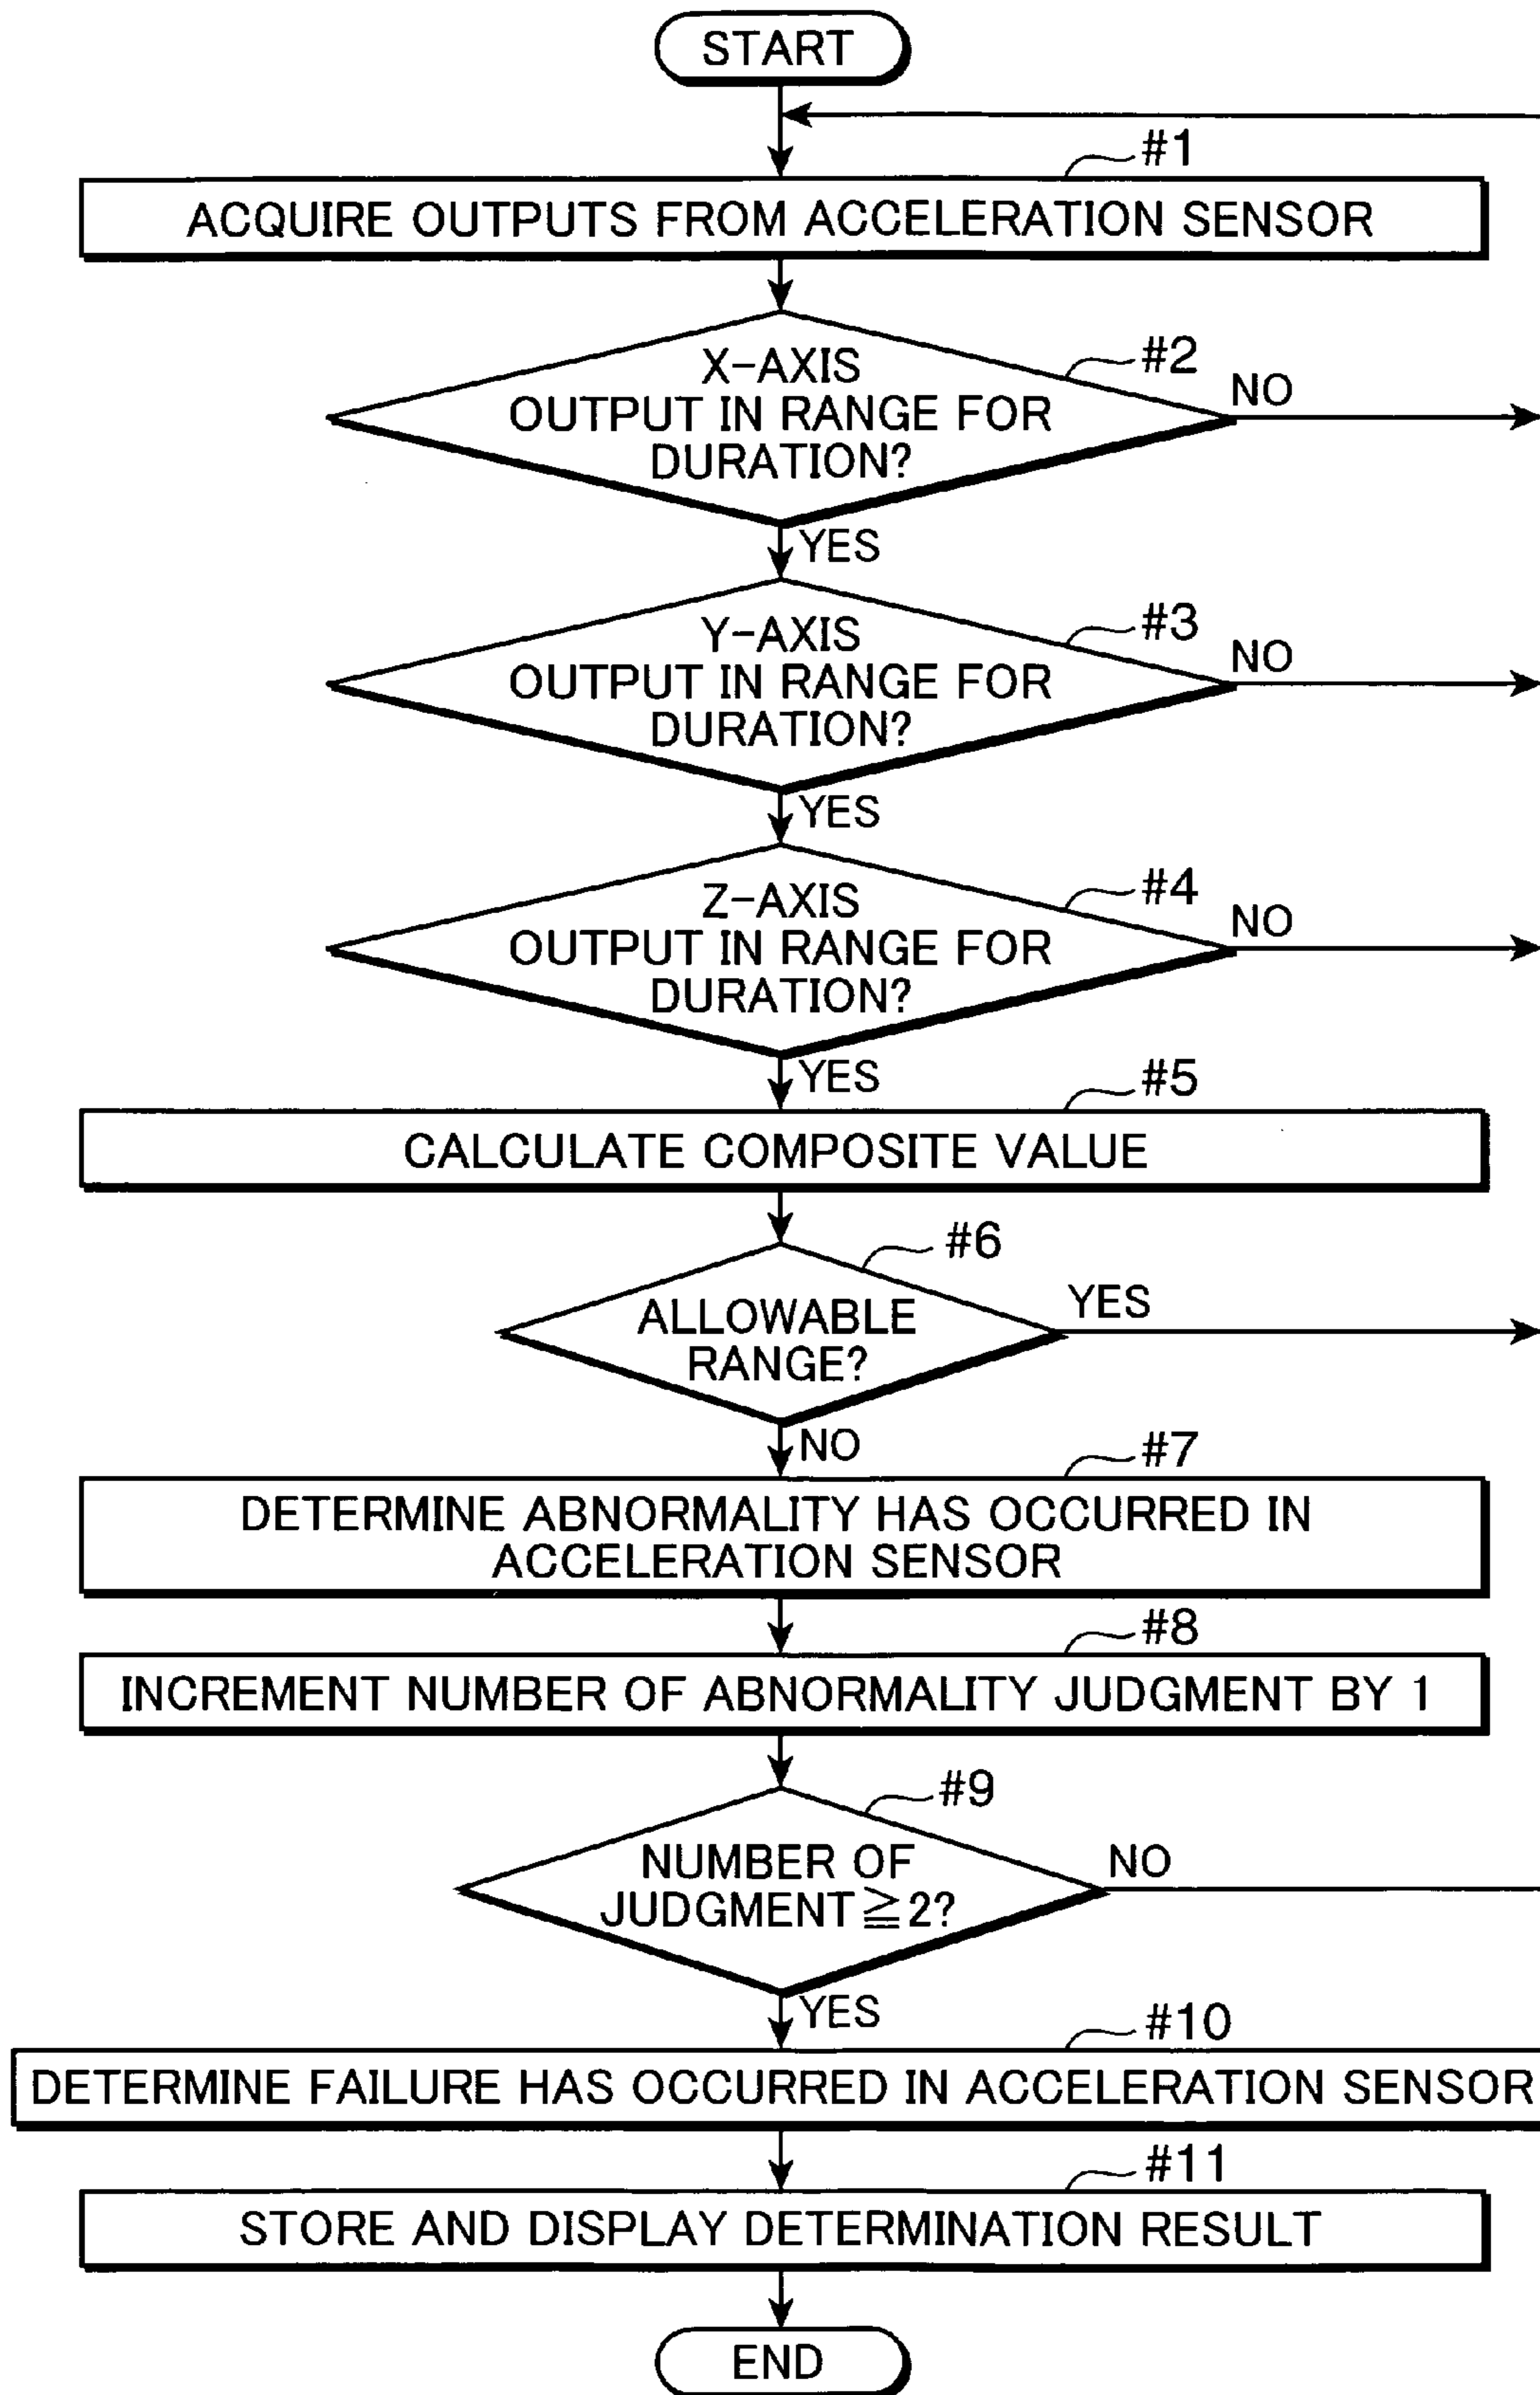 START
#1
ACQUIRE OUTPUTS FROM ACCELERATION SENSOR
#2
X-AXIS
OUTPUT IN RANGE FOR
DURATION?
NO
YES
#3
Y-AXIS
OUTPUT IN RANGE FOR
DURATION?
NO
YES
#4
Z-AXIS
OUTPUT IN RANGE FOR
DURATION?
NO
YES
#5
CALCULATE COMPOSITE VALUE
#6
ALLOWABLE
RANGE?
YES
NO
#7
DETERMINE ABNORMALITY HAS OCCURRED IN
ACCELERATION SENSOR
#8
INCREMENT NUMBER OF ABNORMALITY JUDGMENT BY 1
#9
NUMBER OF
JUDGMENT≧2?
NO
YES
#10
DETERMINE FAILURE HAS OCCURRED IN ACCELERATION SENSOR
#11
STORE AND DISPLAY DETERMINATION RESULT
END